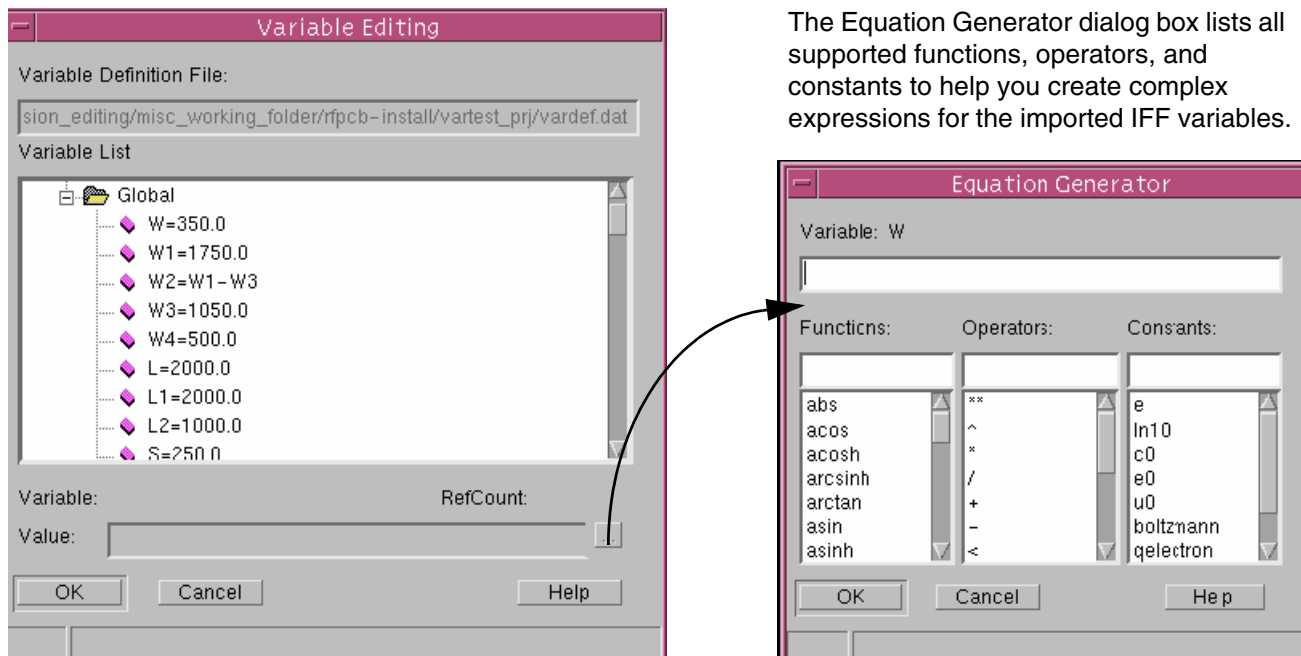 Variable Editing
Variable Definition File:
sion_editing/misc_working_folder/rfpcb-install/vartest_prj/vardef.dat
Variable List
Global
W=350.0
W1=1750.0
W2=W1-W3
W3=1050.0
W4=500.0
L=2000.0
L1=2000.0
L2=1000.0
S=250.0
Variable:
RefCount:
Value:
...
OK
Cancel
Help
The Equation Generator dialog box lists all
supported functions, operators, and
constants to help you create complex
expressions for the imported IFF variables.
Equation Generator
Variable: W
Functions:
Operators:
Constants:
abs
acos
acosh
arcsinh
arctan
asin
asinh
**
^
*
/
+
-
<
e
ln10
c0
e0
u0
boltzmann
qelectron
OK
Cancel
Help